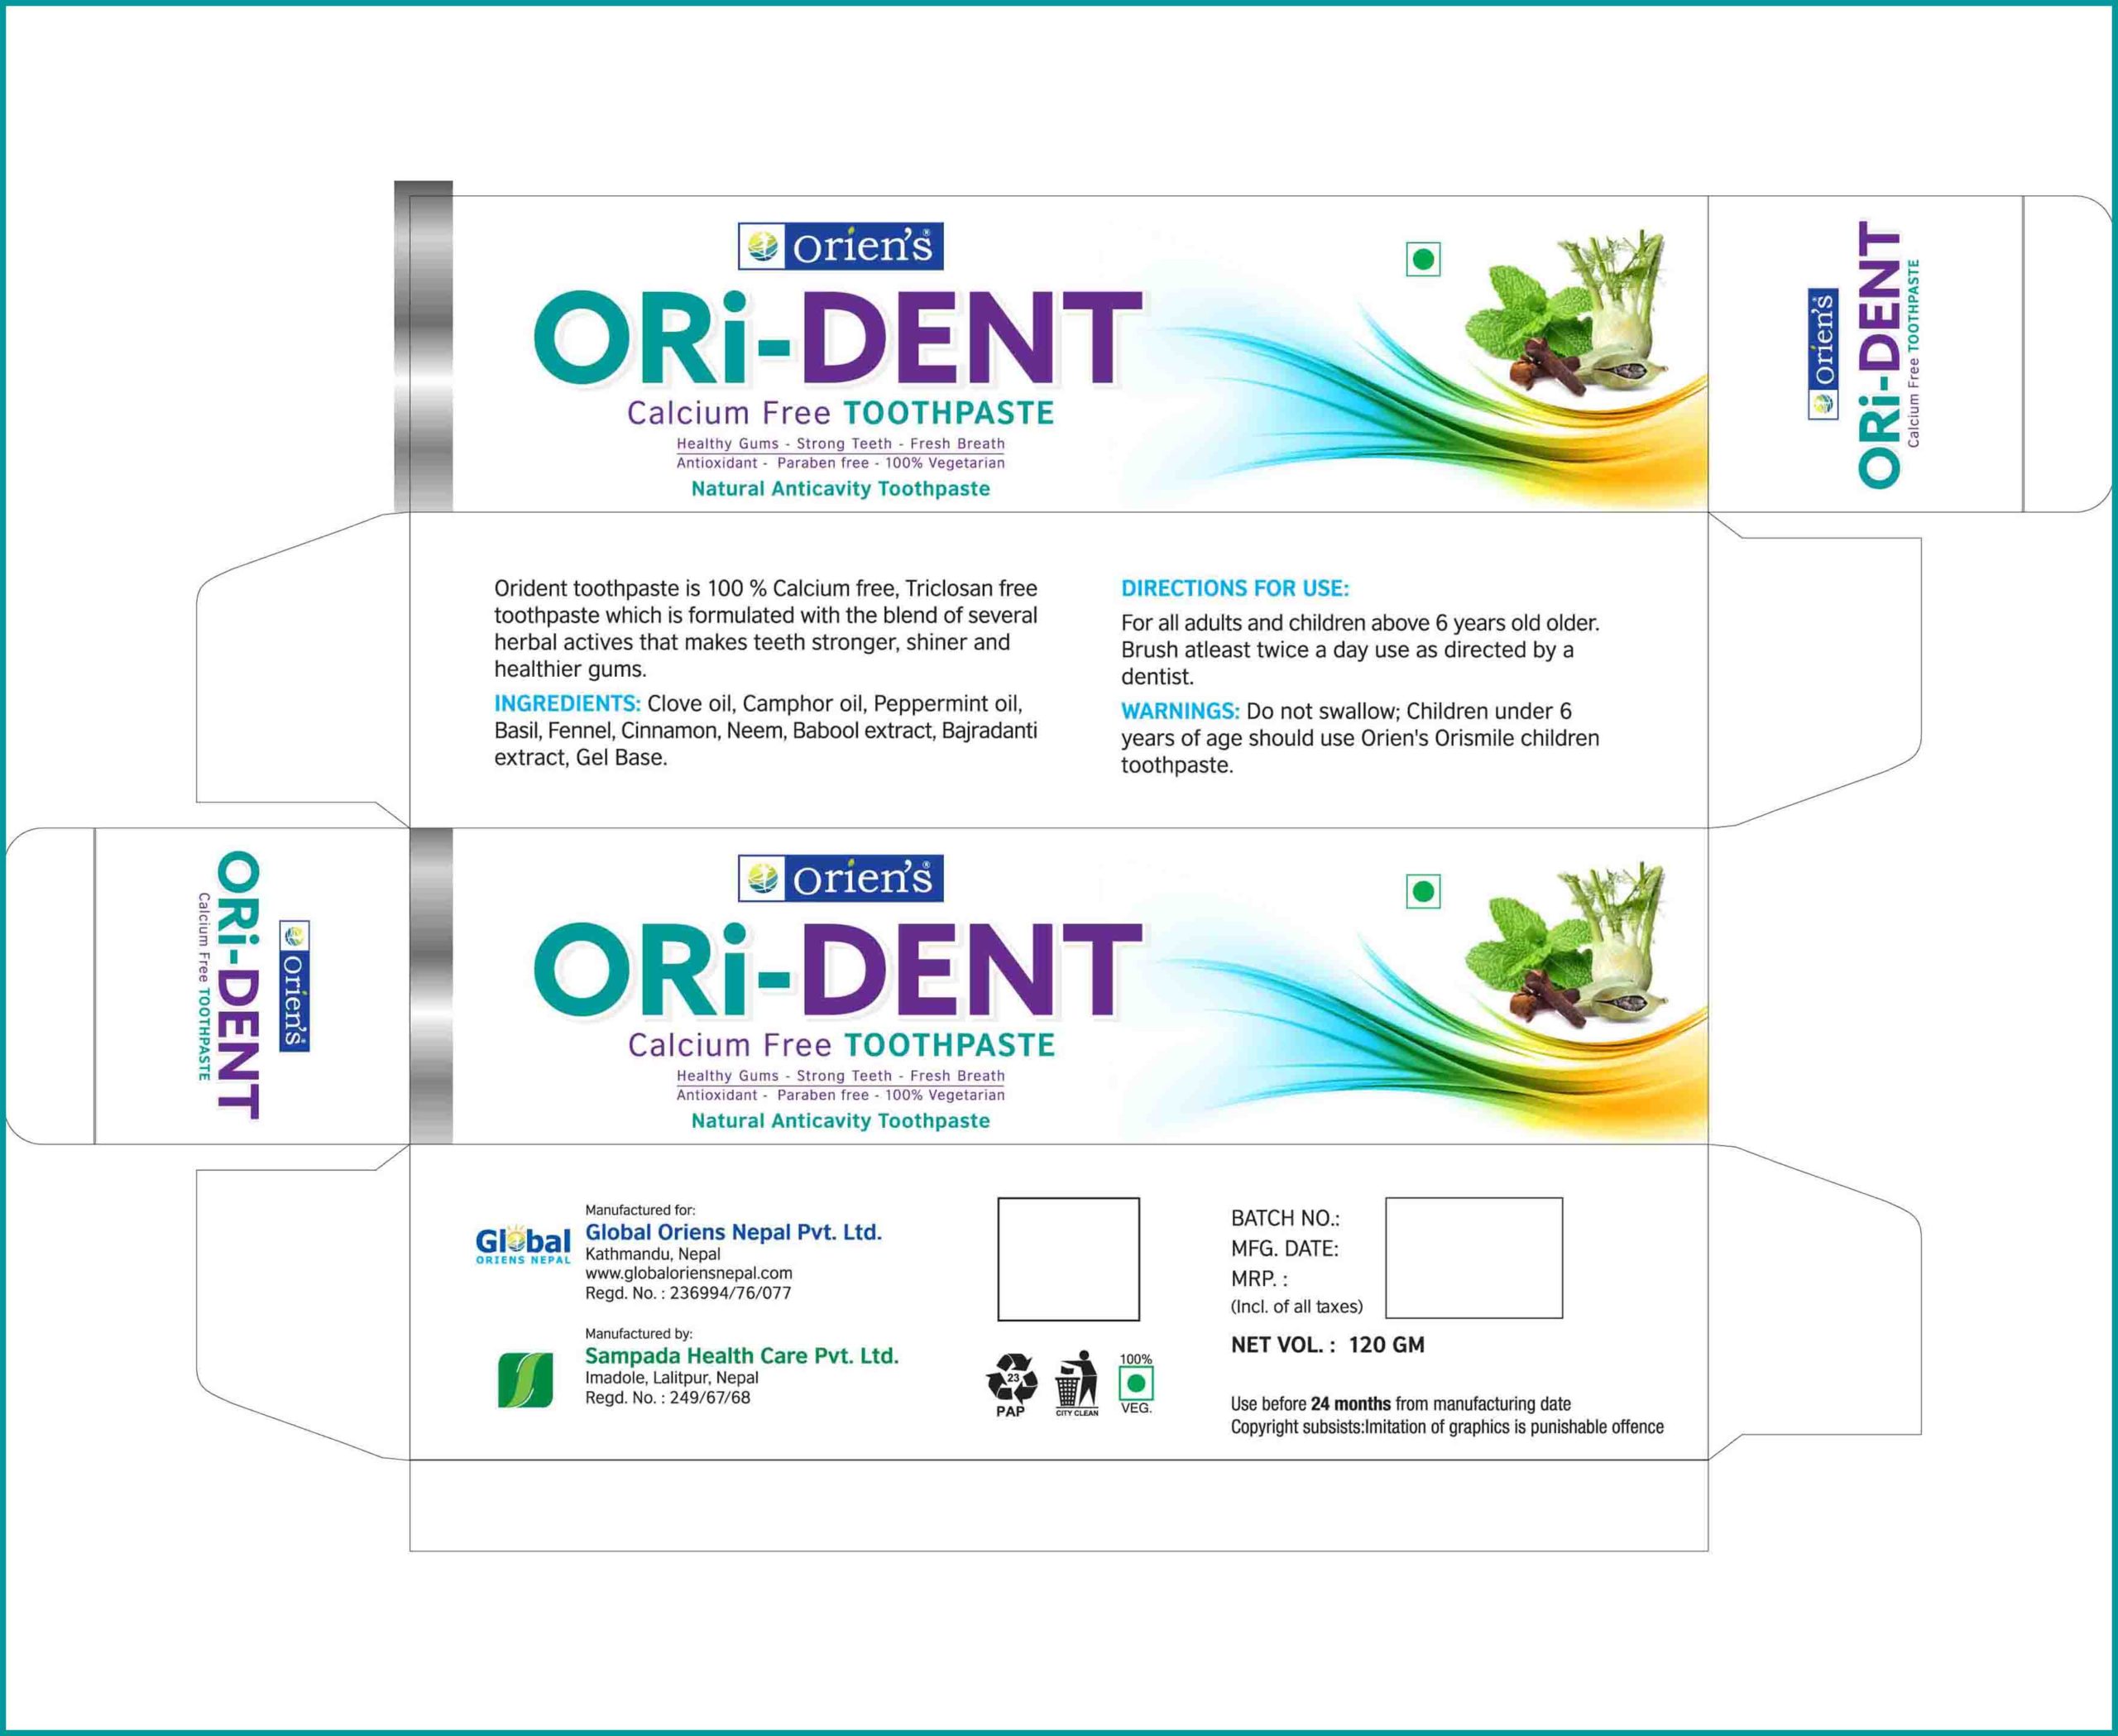 Orien's®
ORi-DENT
Calcium Free TOOTHPASTE
Healthy Gums - Strong Teeth - Fresh Breath
Antioxidant - Paraben free - 100% Vegetarian
Natural Anticavity Toothpaste
Orien's
ORi-DENT
Calcium Free TOOTHPASTE
Orident toothpaste is 100 % Calcium free, Triclosan free
toothpaste which is formulated with the blend of several
herbal actives that makes teeth stronger, shiner and
healthier gums.
INGREDIENTS: Clove oil, Camphor oil, Peppermint oil,
Basil, Fennel, Cinnamon, Neem, Babool extract, Bajradanti
extract, Gel Base.
DIRECTIONS FOR USE:
For all adults and children above 6 years old older.
Brush atleast twice a day use as directed by a
dentist.
WARNINGS: Do not swallow; Children under 6
years of age should use Orien's Orismile children
toothpaste.
Orien's
ORi-DENT
Calcium Free TOOTHPASTE
Orien's®
ORi-DENT
Calcium Free TOOTHPASTE
Healthy Gums - Strong Teeth - Fresh Breath
Antioxidant - Paraben free - 100% Vegetarian
Natural Anticavity Toothpaste
Global
ORIENS NEPAL
Manufactured for:
Global Oriens Nepal Pvt. Ltd.
Kathmandu, Nepal
www.globaloriensnepal.com
Regd. No. : 236994/76/077
Manufactured by:
Sampada Health Care Pvt. Ltd.
Imadole, Lalitpur, Nepal
Regd. No. : 249/67/68
23
PAP
CITY CLEAN
100%
VEG.
BATCH NO.:
MFG. DATE:
MRP. :
(Incl. of all taxes)
NET VOL. : 120 GM
Use before 24 months from manufacturing date
Copyright subsists:Imitation of graphics is punishable offence